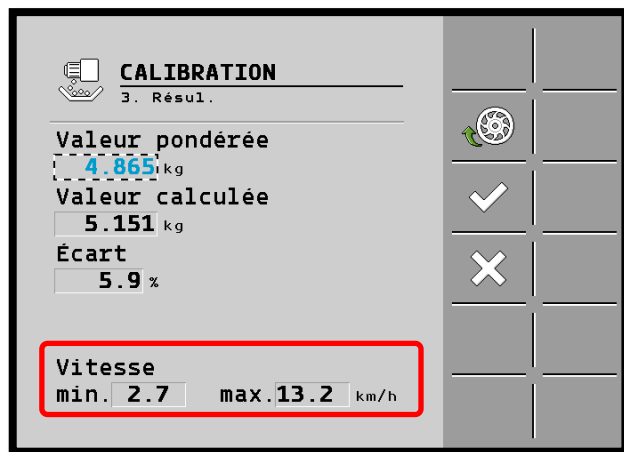 CALIBRATION
3. Résul.
Valeur pondérée
4.865 kg
Valeur calculée
5.151 kg
Écart
5.9 %
Vitesse
min. 2.7 max. 13.2 km/h